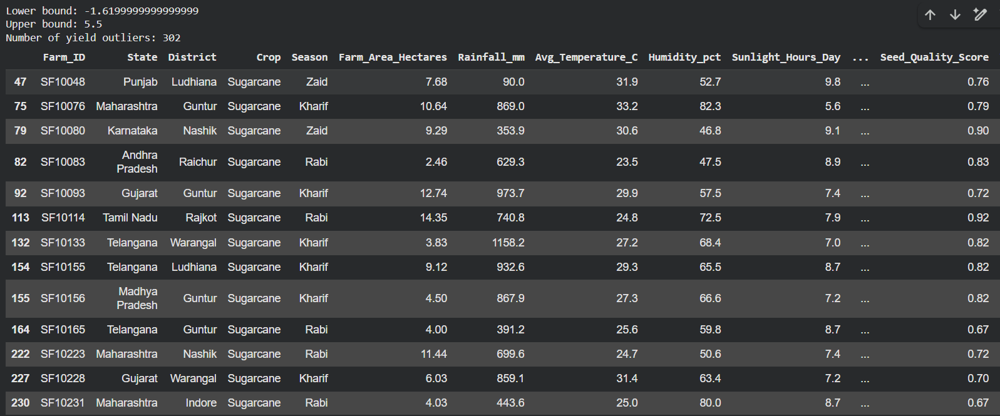 Lower bound: -1.6199999999999999
Upper bound: 5.5
Number of yield outliers: 302
Farm_ID State District Crop Season Farm_Area_Hectares Rainfall_mm Avg_Temperature_C Humidity_pct Sunlight_Hours_Day ... Seed_Quality_Score
47 SF10048 Punjab Ludhiana Sugarcane Zaid 7.68 90.0 31.9 52.7 9.8 ... 0.76
75 SF10076 Maharashtra Guntur Sugarcane Kharif 10.64 869.0 33.2 82.3 5.6 ... 0.79
79 SF10080 Karnataka Nashik Sugarcane Zaid 9.29 353.9 30.6 46.8 9.1 ... 0.90
82 SF10083 Andhra Pradesh Raichur Sugarcane Rabi 2.46 629.3 23.5 47.5 8.9 ... 0.83
92 SF10093 Gujarat Guntur Sugarcane Kharif 12.74 973.7 29.9 57.5 7.4 ... 0.72
113 SF10114 Tamil Nadu Rajkot Sugarcane Rabi 14.35 740.8 24.8 72.5 7.9 ... 0.92
132 SF10133 Telangana Warangal Sugarcane Kharif 3.83 1158.2 27.2 68.4 7.0 ... 0.82
154 SF10155 Telangana Ludhiana Sugarcane Kharif 9.12 932.6 29.3 65.5 8.7 ... 0.82
155 SF10156 Madhya Pradesh Guntur Sugarcane Kharif 4.50 867.9 27.3 66.6 7.2 ... 0.82
164 SF10165 Telangana Guntur Sugarcane Rabi 4.00 391.2 25.6 59.8 8.7 ... 0.67
222 SF10223 Maharashtra Nashik Sugarcane Rabi 11.44 699.6 24.7 50.6 7.4 ... 0.72
227 SF10228 Gujarat Warangal Sugarcane Kharif 6.03 859.1 31.4 63.4 7.2 ... 0.70
230 SF10231 Maharashtra Indore Sugarcane Rabi 4.03 443.6 25.0 80.0 8.7 ... 0.67